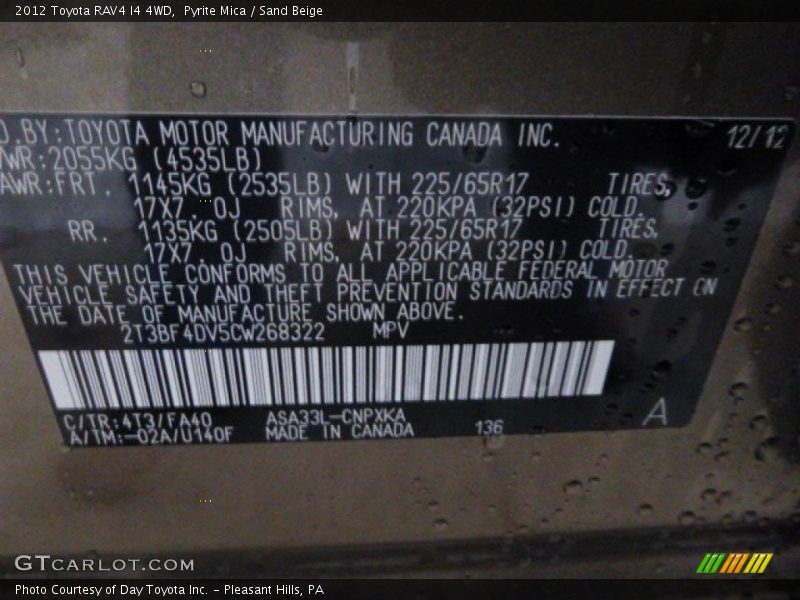 2012 Toyota RAV4 I4 4WD, Pyrite Mica / Sand Beige
D BY:TOYOTA MOTOR MANUFACTURING CANADA INC. 12/12
WR:2055KG (4535LB)
AWR:FRT. 1145KG (2535LB) WITH 225/65R17 TIRES,
17X7.0J RIMS, AT 220KPA (32PSI) COLD.
RR. 1135KG (2505LB) WITH 225/65R17 TIRES,
17X7.0J RIMS, AT 220KPA (32PSI) COLD.
THIS VEHICLE CONFORMS TO ALL APPLICABLE FEDERAL MOTOR
VEHICLE SAFETY AND THEFT PREVENTION STANDARDS IN EFFECT ON
THE DATE OF MANUFACTURE SHOWN ABOVE.
2T3BF4DV5CW268322 MPV
C/TR:4T3/FA40 ASA33L-CNPXKA
A/TM:-02A/U140F MADE IN CANADA 136 A
GTCARLOT.COM
Photo Courtesy of Day Toyota Inc. - Pleasant Hills, PA